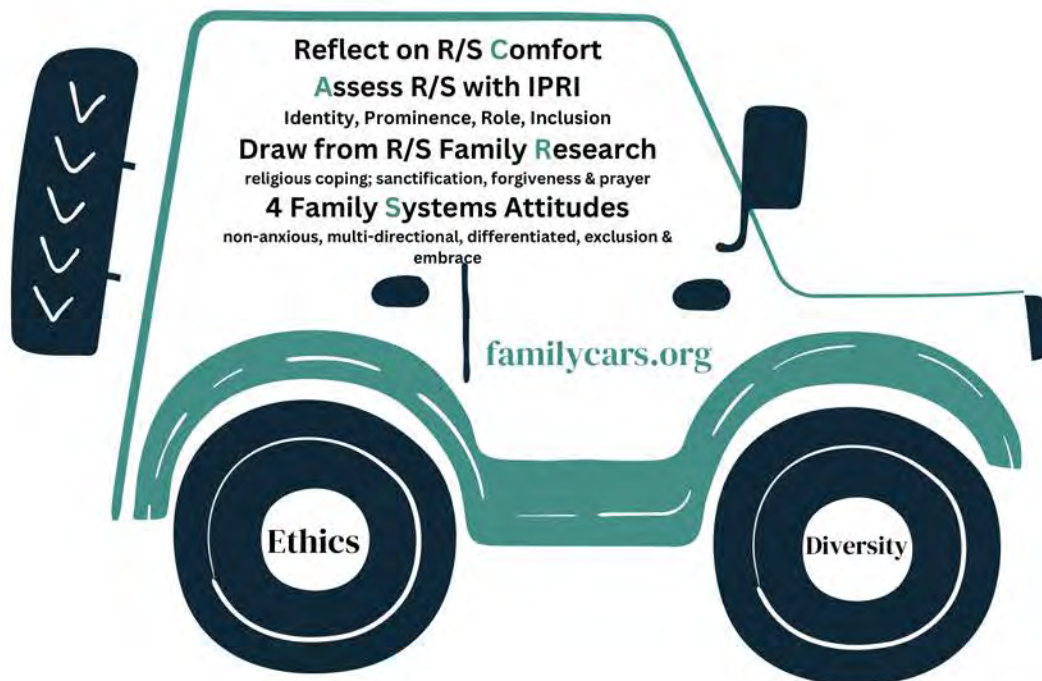 Reflect on R/S Comfort
Assess R/S with IPRI
Identity, Prominence, Role, Inclusion
Draw from R/S Family Research
religious coping; sanctification, forgiveness & prayer
4 Family Systems Attitudes
non-anxious, multi-directional, differentiated, exclusion &
embrace
familycars.org
Ethics
Diversity